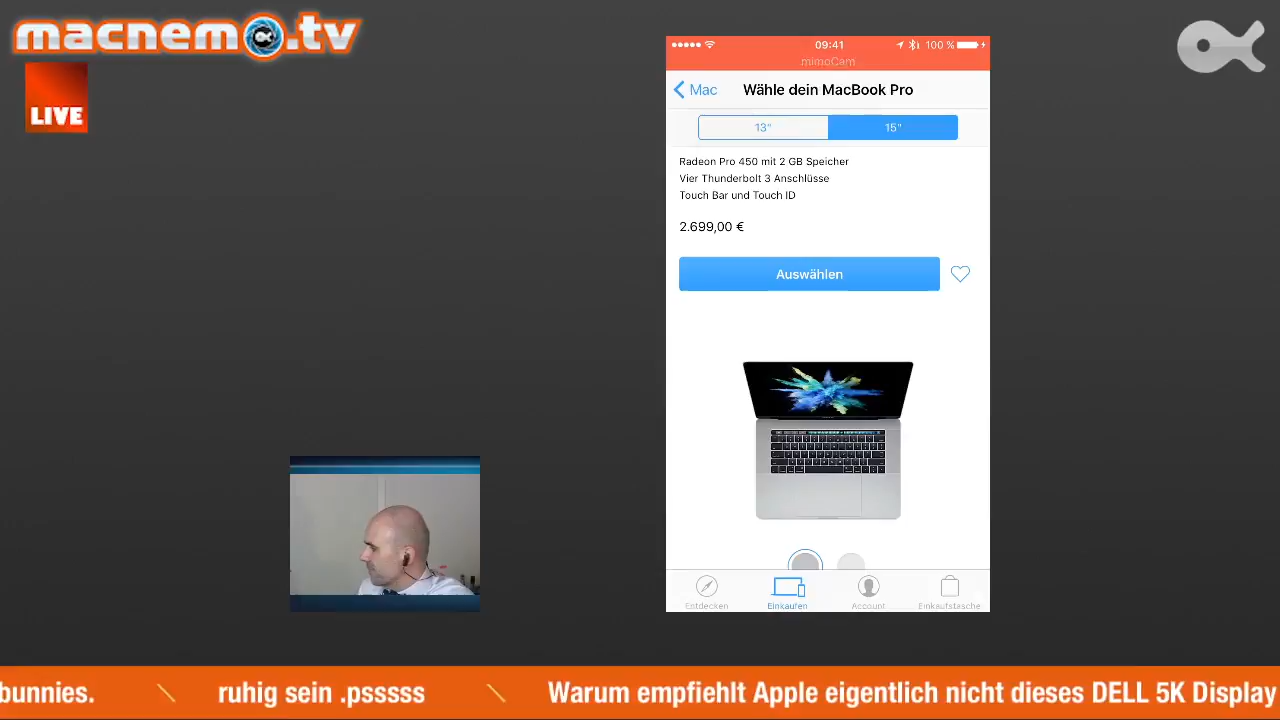 macnemo.tv
LIVE
09:41
100 %
mimoCam
Mac
Wähle dein MacBook Pro
13"
15"
Radeon Pro 450 mit 2 GB Speicher
Vier Thunderbolt 3 Anschlüsse
Touch Bar und Touch ID
2.699,00 €
Auswählen
Entdecken
Einkaufen
Account
Einkaufstasche
bunnies. ruhig sein .psssss Warum empfiehlt Apple eigentlich nicht dieses DELL 5K Display